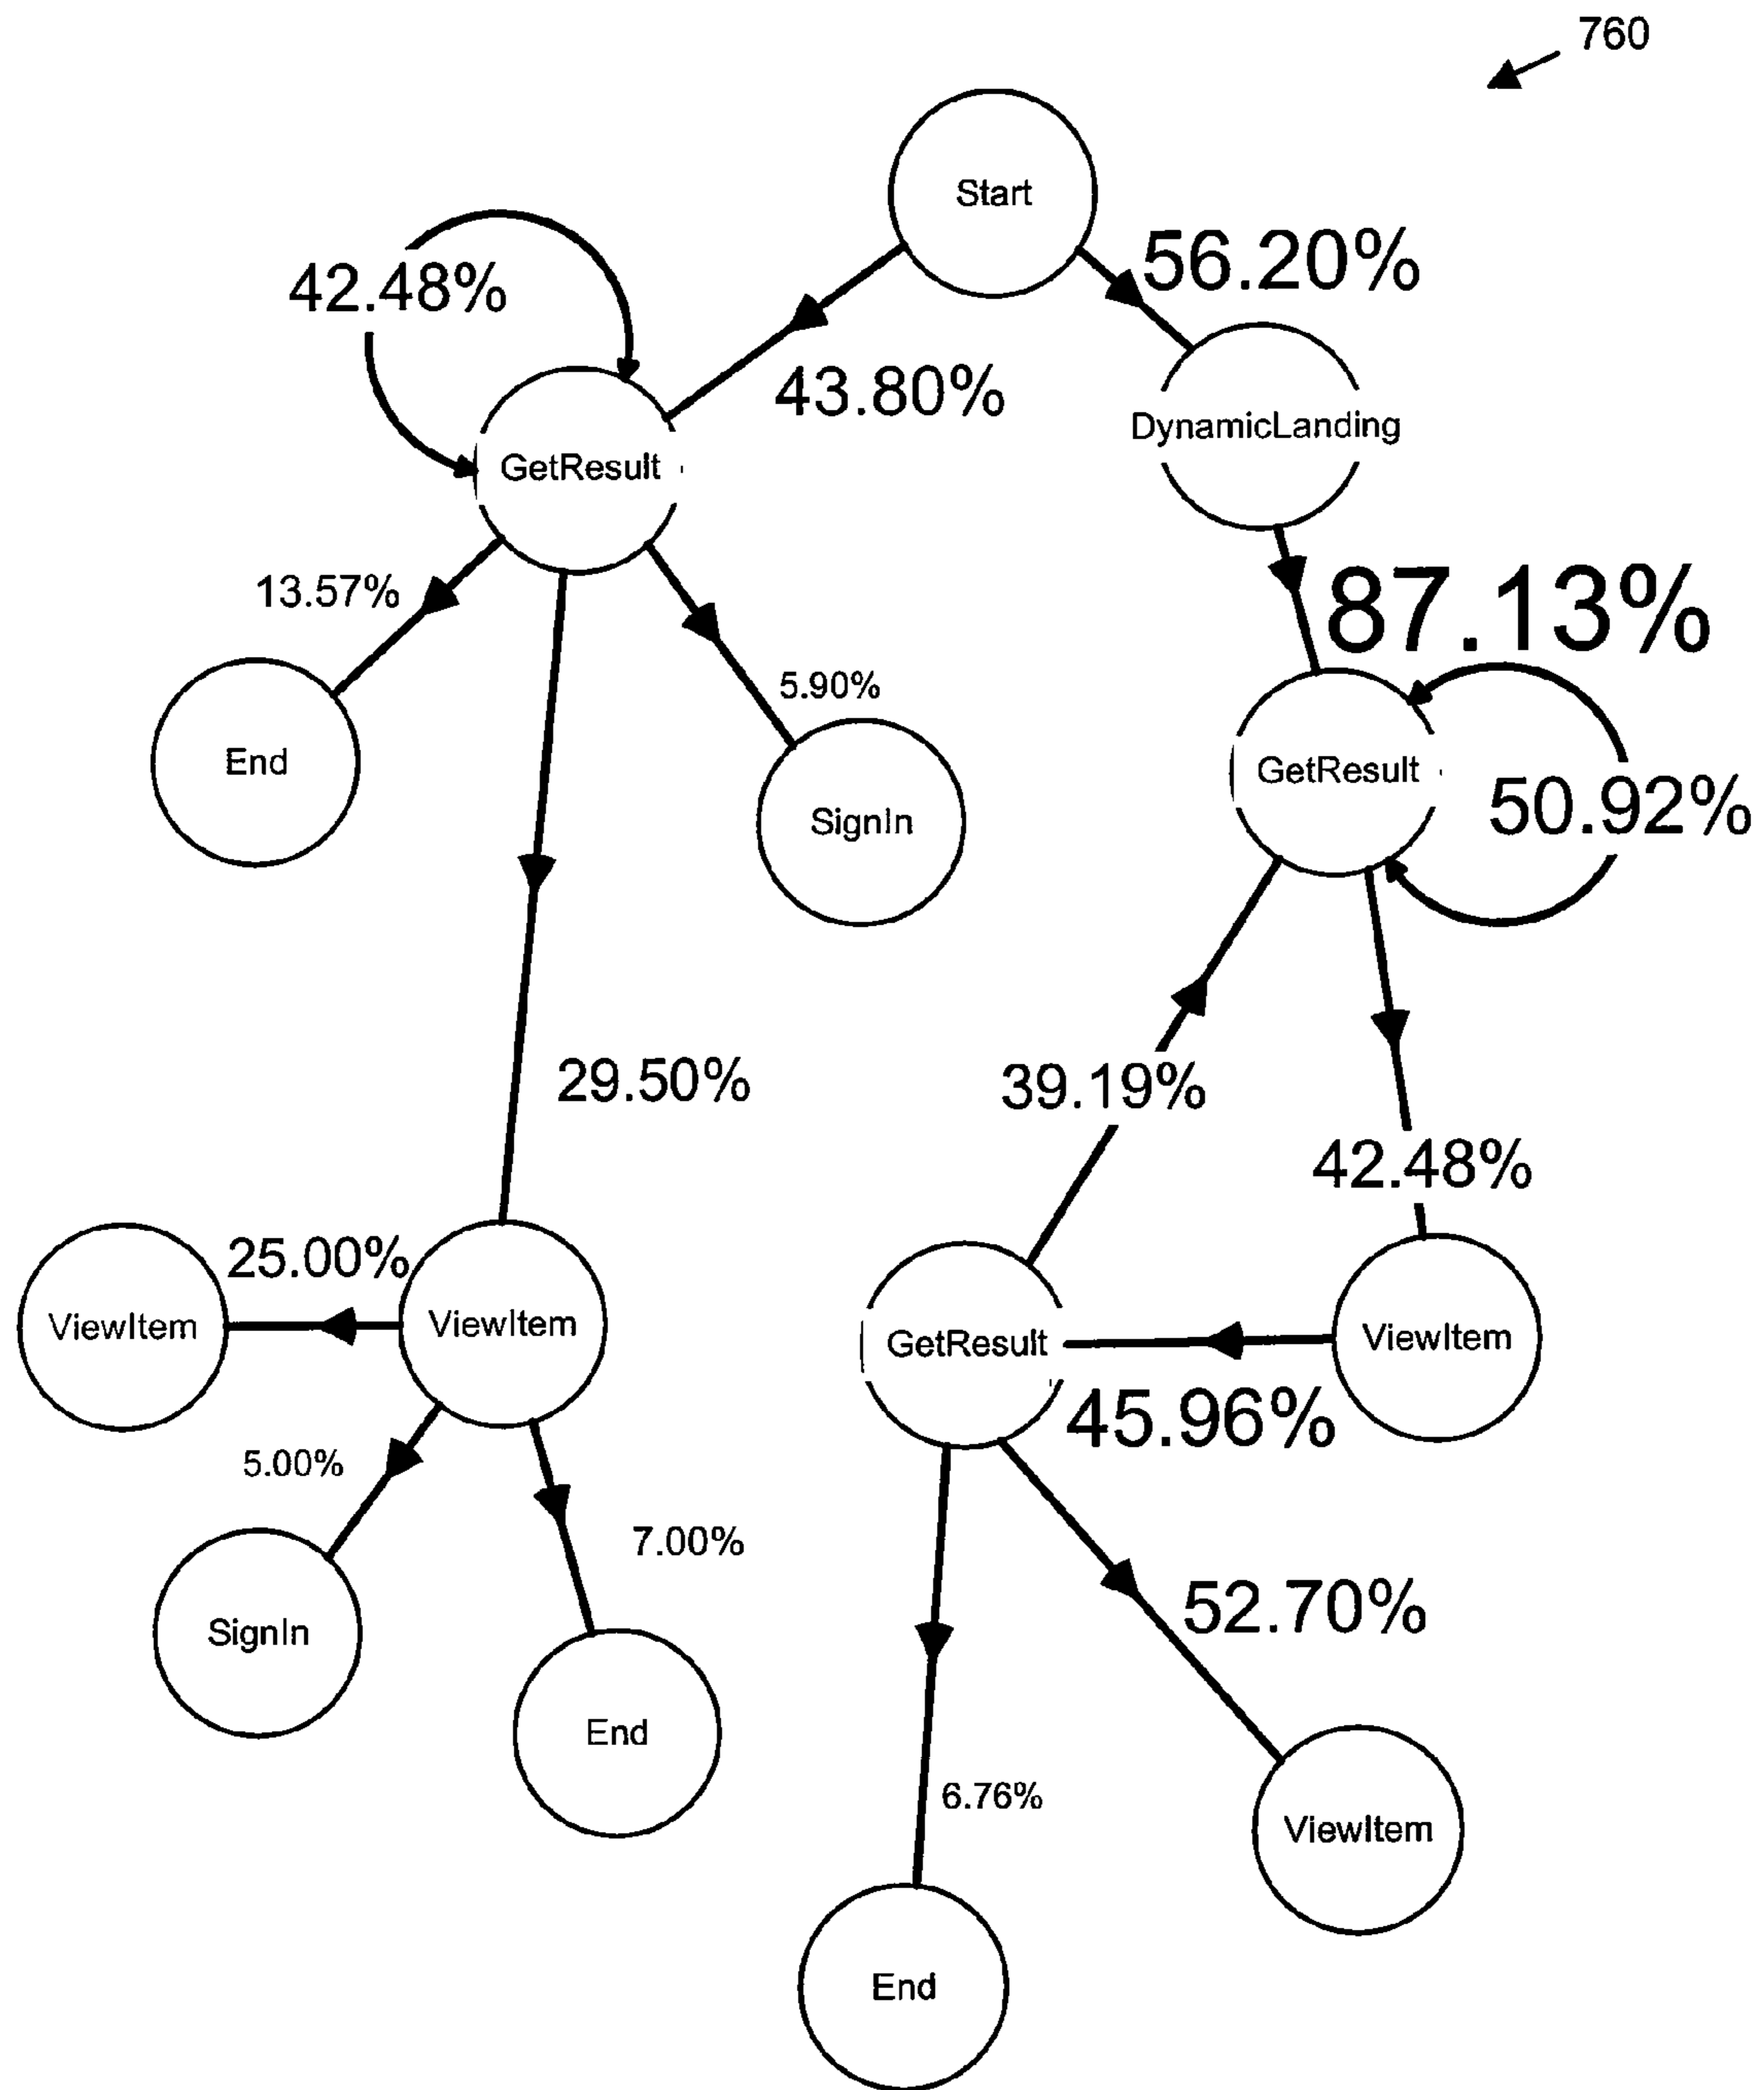 760
Start
56.20%
42.48%
43.80%
DynamicLanding
GetResult
13.57%
87.13%
5.90%
End
SignIn
GetResult
50.92%
29.50%
39.19%
42.48%
25.00%
ViewItem
ViewItem
GetResult
ViewItem
45.96%
5.00%
7.00%
52.70%
SignIn
End
6.76%
ViewItem
End